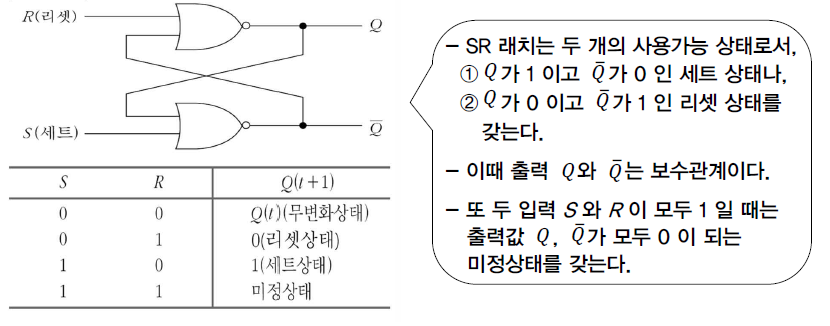 R(리셋)
Q
S(세트)
Q̄
S R Q(t+1)
0 0 Q(t)(무변화상태)
0 1 0(리셋상태)
1 0 1(세트상태)
1 1 미정상태
– SR 래치는 두 개의 사용가능 상태로서,
① Q가 1 이고 Q̄가 0 인 세트 상태나,
② Q가 0 이고 Q̄가 1 인 리셋 상태를
갖는다.
– 이때 출력 Q와 Q̄는 보수관계이다.
– 또 두 입력 S와 R이 모두 1 일 때는
출력값 Q, Q̄가 모두 0 이 되는
미정상태를 갖는다.